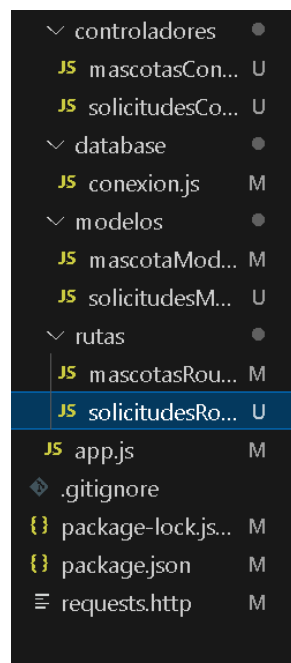 controladores
JS mascotasCon... U
JS solicitudesCo... U
database
JS conexion.js M
modelos
JS mascotaMod... M
JS solicitudesM... U
rutas
JS mascotasRou... M
JS solicitudesRo... U
JS app.js M
.gitignore
{} package-lock.js... M
{} package.json M
requests.http M